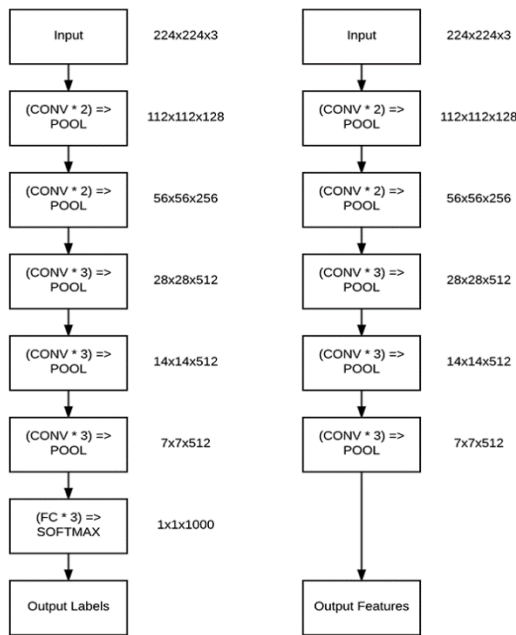 Input
224x224x3
(CONV * 2) =>
POOL
112x112x128
(CONV * 2) =>
POOL
56x56x256
(CONV * 3) =>
POOL
28x28x512
(CONV * 3) =>
POOL
14x14x512
(CONV * 3) =>
POOL
7x7x512
(FC * 3) =>
SOFTMAX
1x1x1000
Output Labels
Input
224x224x3
(CONV * 2) =>
POOL
112x112x128
(CONV * 2) =>
POOL
56x56x256
(CONV * 3) =>
POOL
28x28x512
(CONV * 3) =>
POOL
14x14x512
(CONV * 3) =>
POOL
7x7x512
Output Features